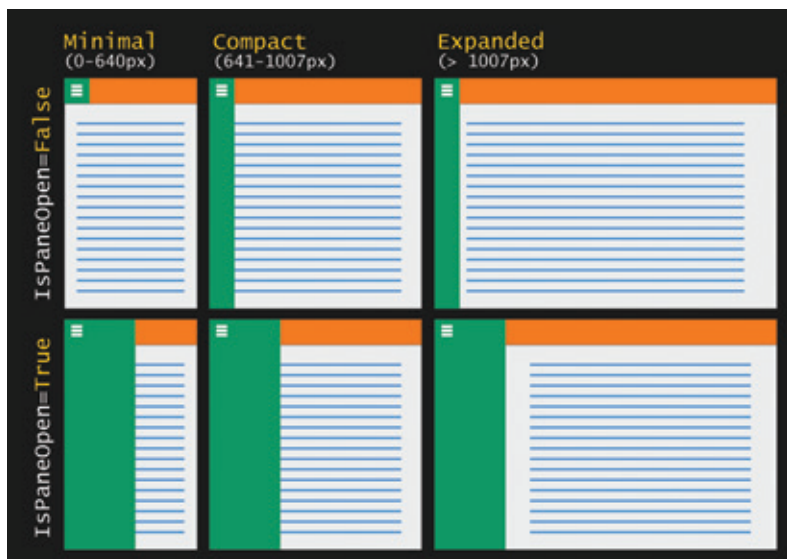 Minimal
(0-640px)
Compact
(641-1007px)
Expanded
(> 1007px)
IsPaneOpen=False
IsPaneOpen=True